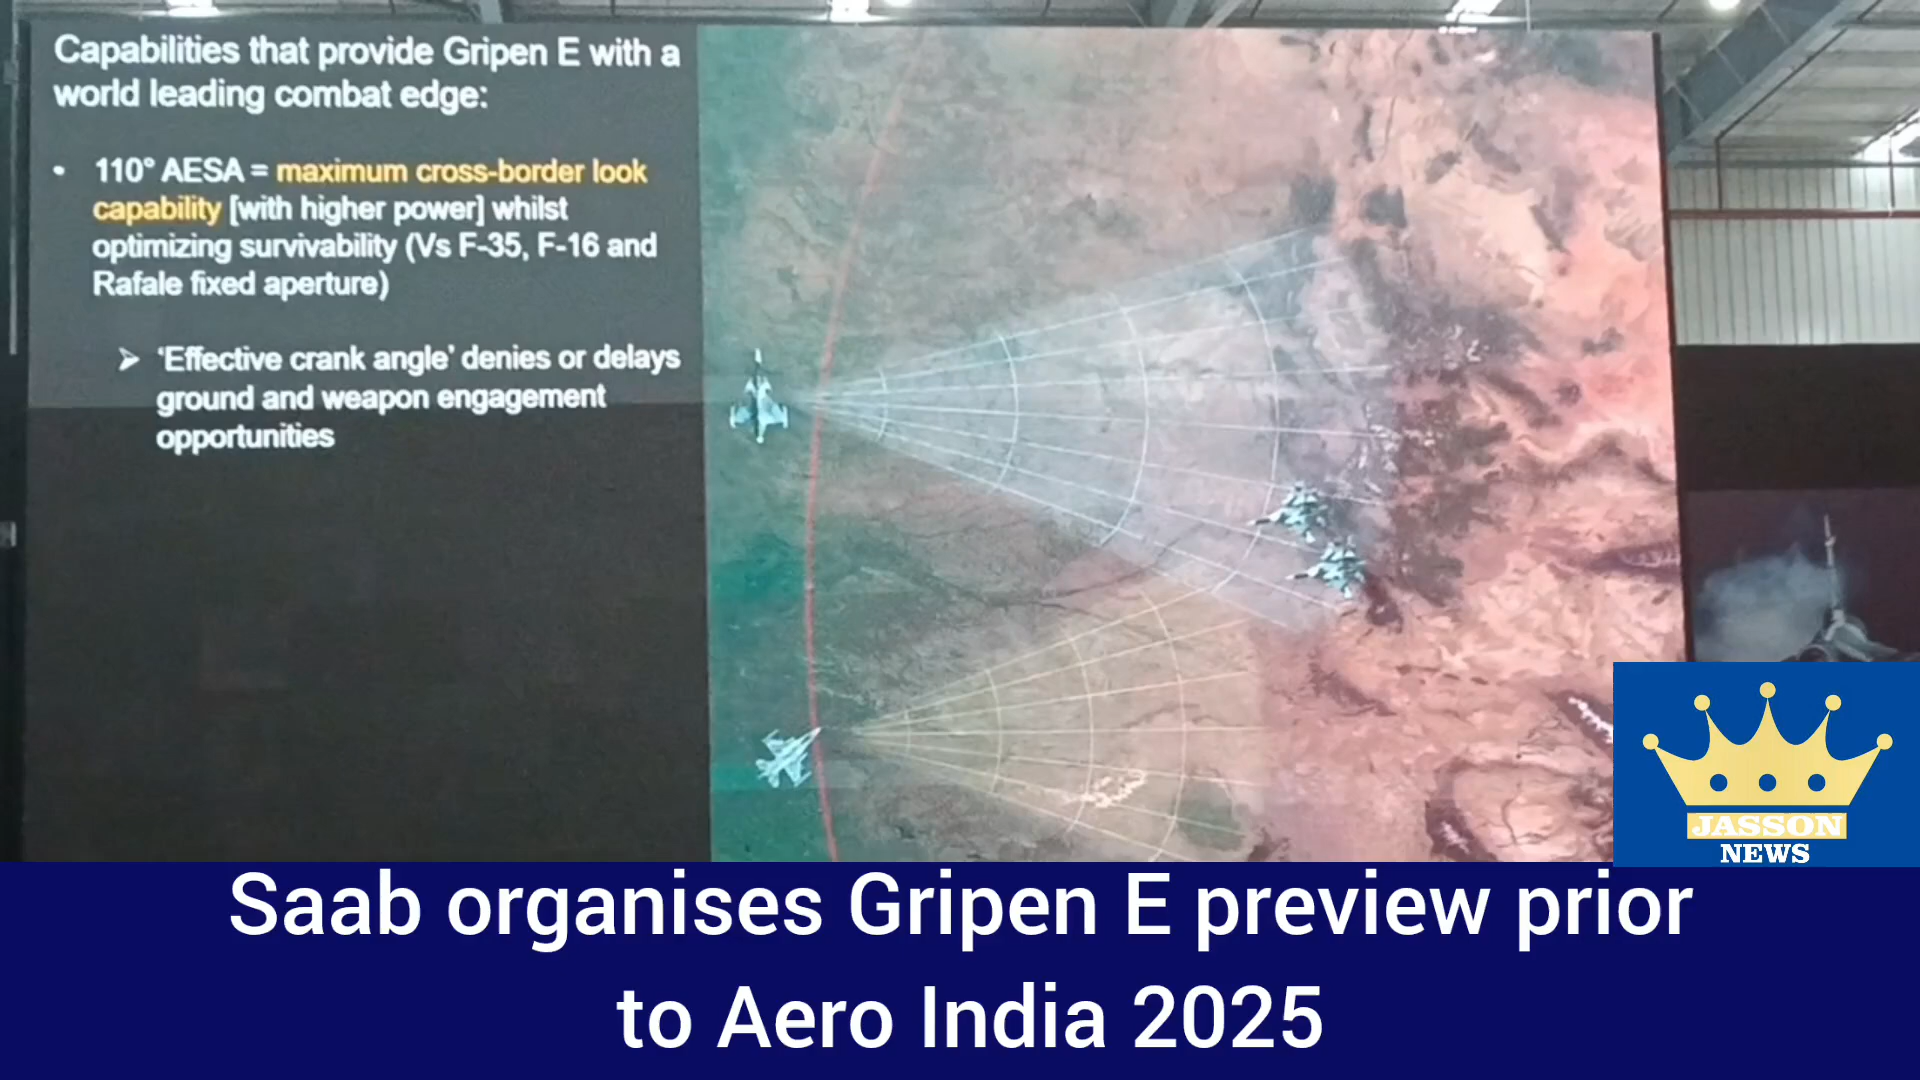 Capabilities that provide Gripen E with a
world leading combat edge:
• 110° AESA = maximum cross-border look
capability [with higher power] whilst
optimizing survivability (Vs F-35, F-16 and
Rafale fixed aperture)
➢ ‘Effective crank angle’ denies or delays
ground and weapon engagement
opportunities
JASSON
NEWS
Saab organises Gripen E preview prior
to Aero India 2025